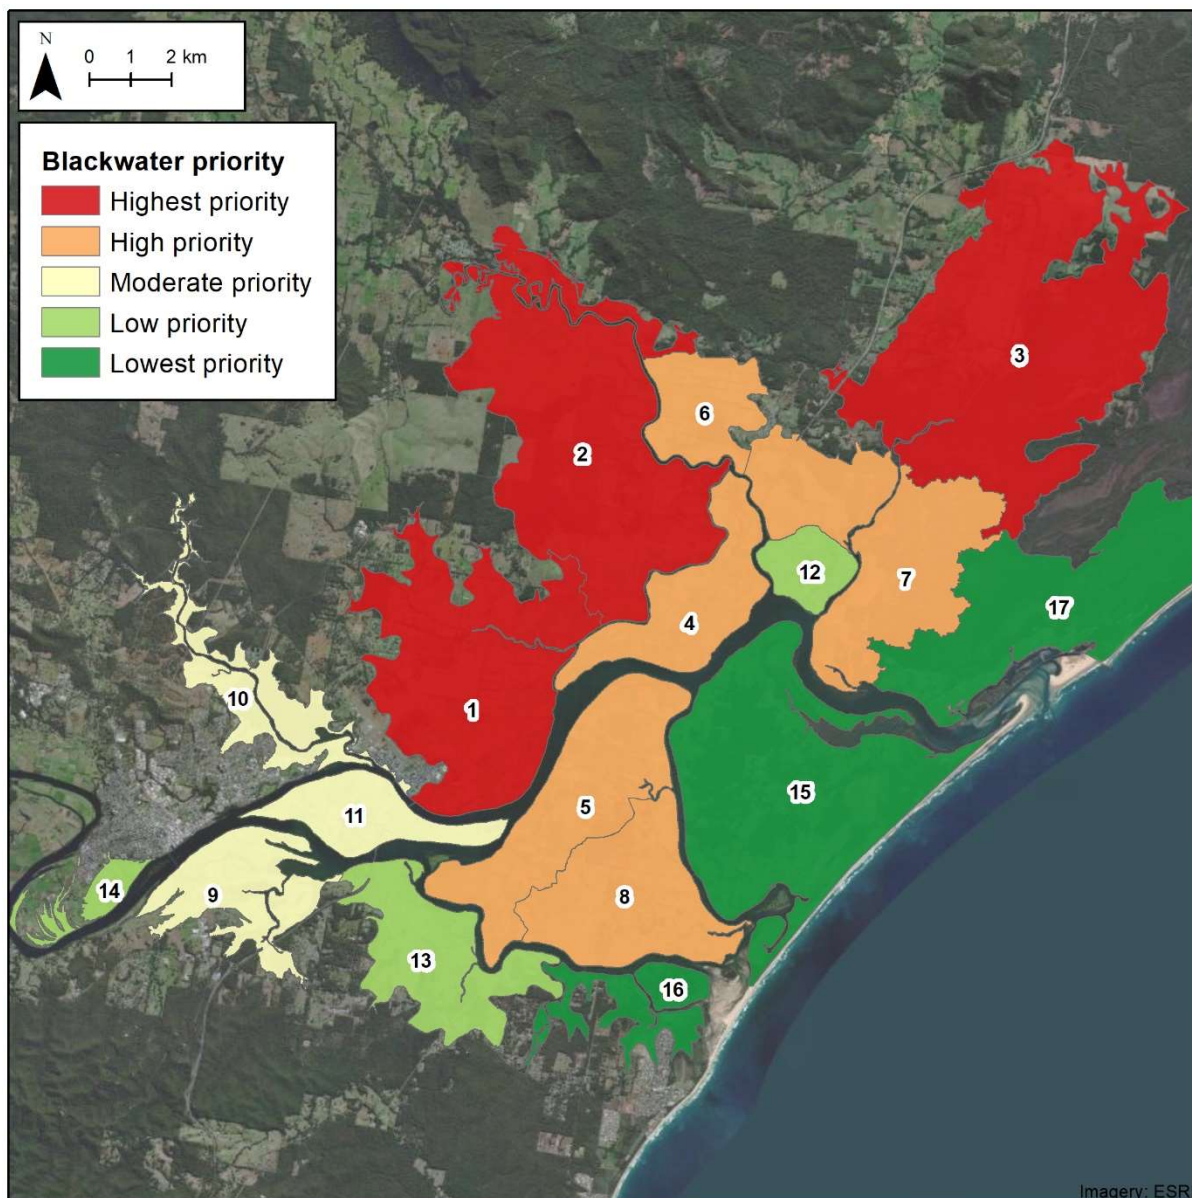 N
0 1 2 km
Blackwater priority
Highest priority
High priority
Moderate priority
Low priority
Lowest priority
3
6
2
12
7
17
4
10
1
15
5
11
14
9
8
13
16
Imagery: ESR